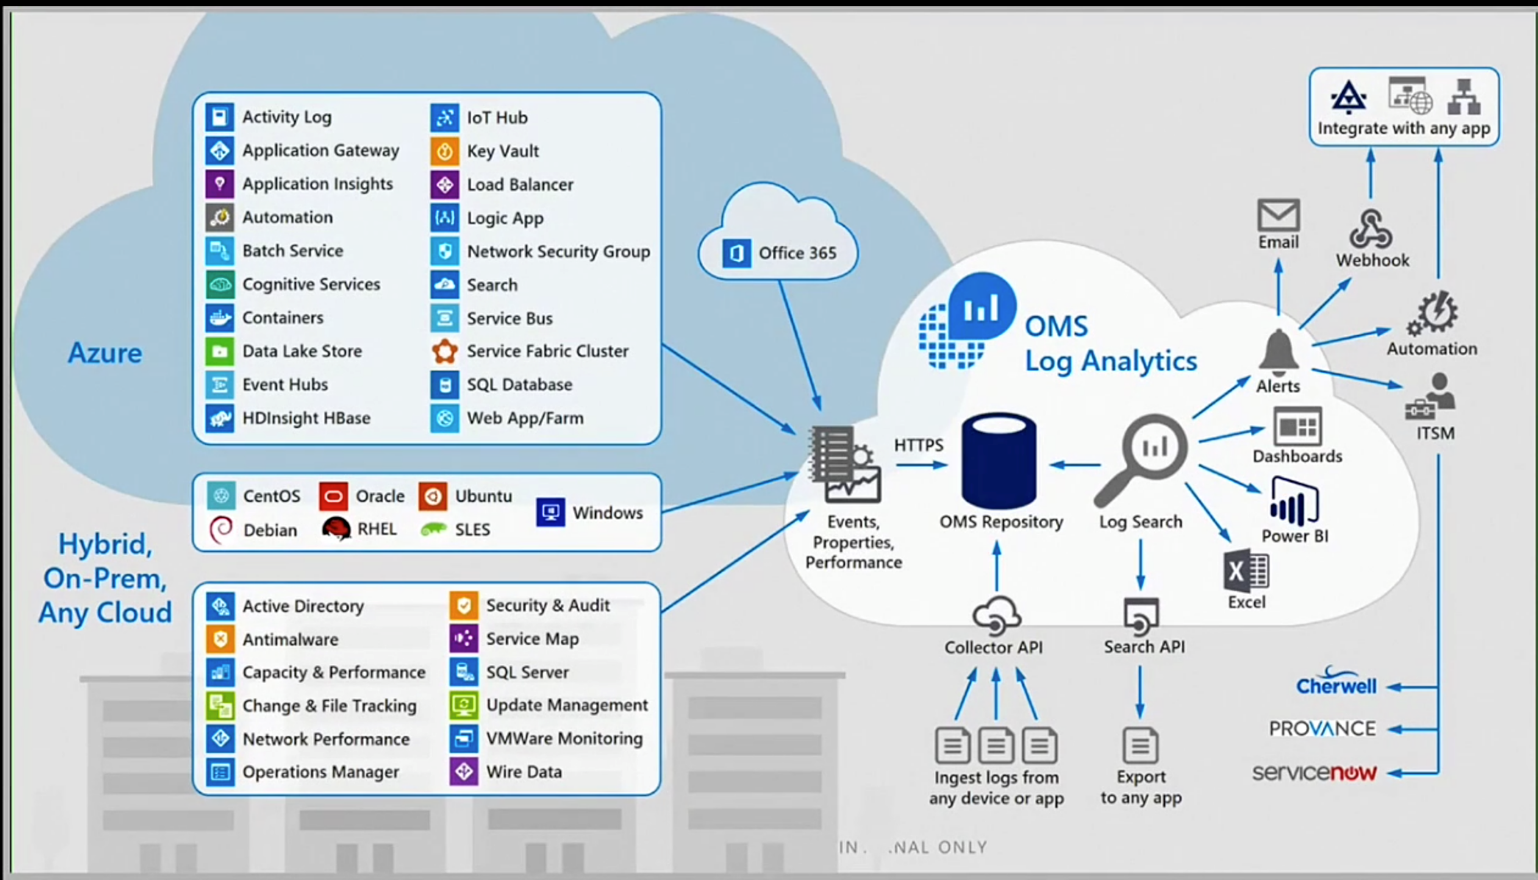 Activity Log
Application Gateway
Application Insights
Automation
Batch Service
Cognitive Services
Containers
Data Lake Store
Event Hubs
HDInsight HBase
IoT Hub
Key Vault
Load Balancer
Logic App
Network Security Group
Search
Service Bus
Service Fabric Cluster
SQL Database
Web App/Farm
Azure
Office 365
CentOS
Oracle
Ubuntu
Windows
Debian
RHEL
SLES
Hybrid,
On-Prem,
Any Cloud
Active Directory
Antimalware
Capacity & Performance
Change & File Tracking
Network Performance
Operations Manager
Security & Audit
Service Map
SQL Server
Update Management
VMWare Monitoring
Wire Data
OMS
Log Analytics
Events,
Properties,
Performance
HTTPS
OMS Repository
Log Search
Collector API
Search API
Ingest logs from
any device or app
Export
to any app
Alerts
Dashboards
Power BI
X
Excel
Email
Webhook
Automation
ITSM
Integrate with any app
Cherwell
PROVANCE
servicenow
ONLY